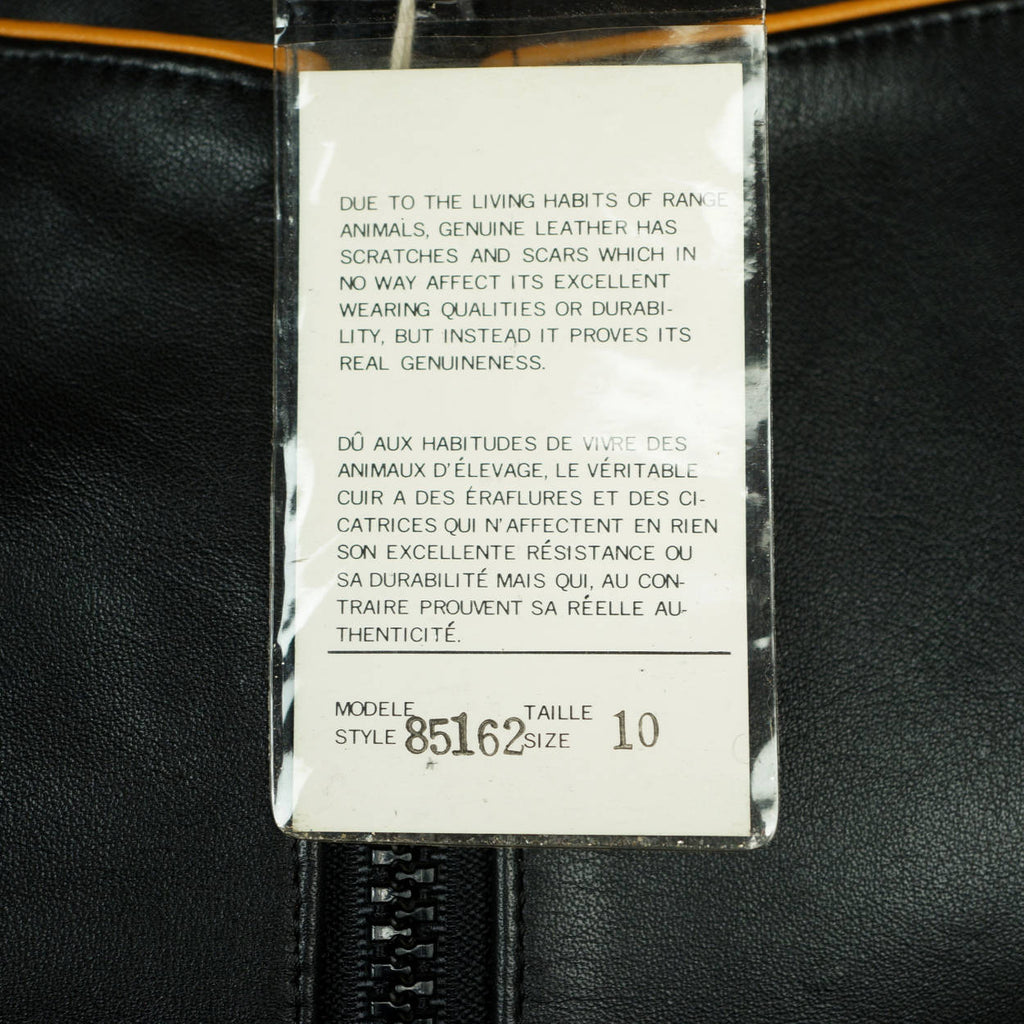 DUE TO THE LIVING HABITS OF RANGE
ANIMALS, GENUINE LEATHER HAS
SCRATCHES AND SCARS WHICH IN
NO WAY AFFECT ITS EXCELLENT
WEARING QUALITIES OR DURABI-
LITY, BUT INSTEAD IT PROVES ITS
REAL GENUINENESS.
DÛ AUX HABITUDES DE VIVRE DES
ANIMAUX D'ÉLEVAGE, LE VÉRITABLE
CUIR A DES ÉRAFLURES ET DES CI-
CATRICES QUI N'AFFECTENT EN RIEN
SON EXCELLENTE RÉSISTANCE OU
SA DURABILITÉ MAIS QUI, AU CON-
TRAIRE PROUVENT SA RÉELLE AU-
THENTICITÉ.
MODELE TAILLE
STYLE 85162 SIZE 10